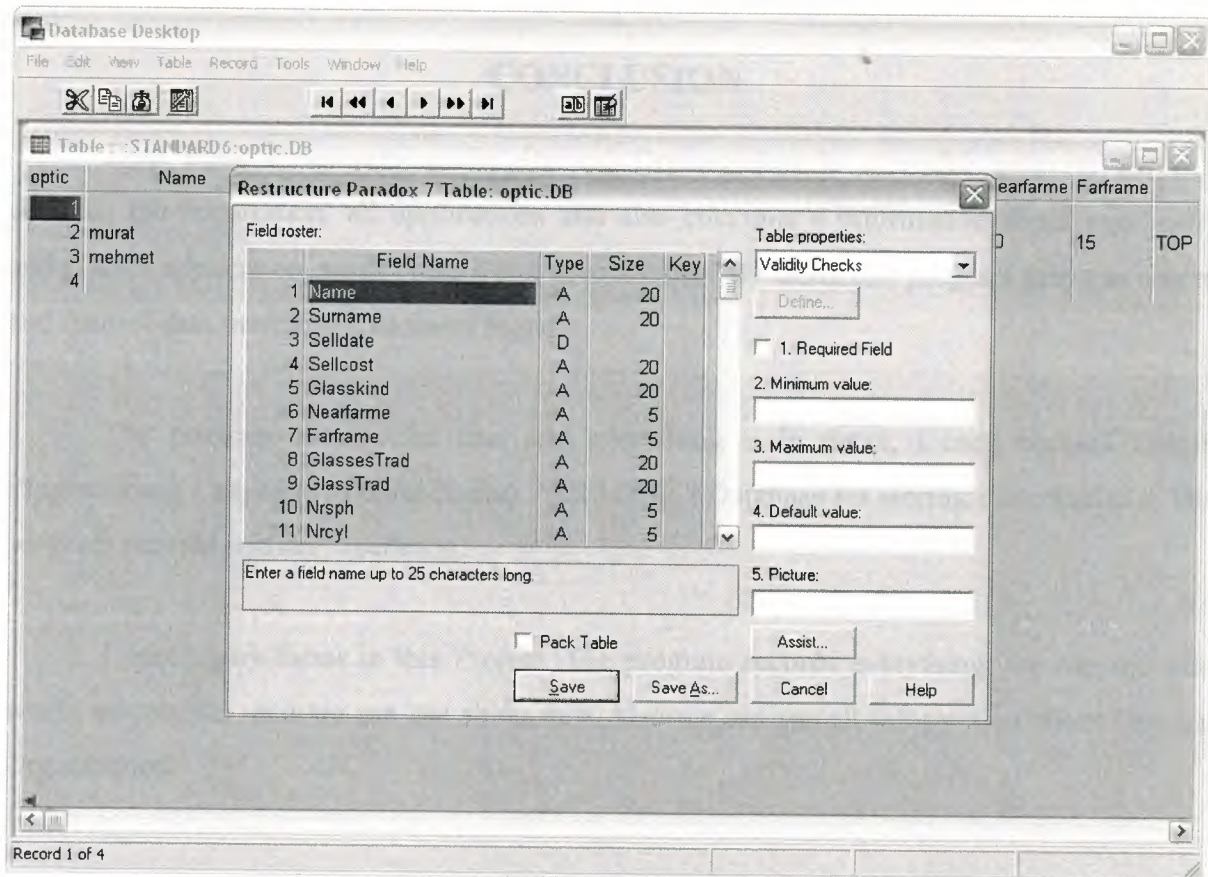 Database Desktop
File Edit View Table Record Tools Window Help
Table : :STANDARD6:optic.DB
optic Name earfarme Farframe
1
2 murat 15 TOP
3 mehmet
4
Restructure Paradox 7 Table: optic.DB
Field roster:
Field Name Type Size Key
1 Name A 20
2 Surname A 20
3 Selldate D
4 Sellcost A 20
5 Glasskind A 20
6 Nearfarme A 5
7 Farframe A 5
8 GlassesTrad A 20
9 GlassTrad A 20
10 Nrsph A 5
11 Nrcyl A 5
Enter a field name up to 25 characters long.
Pack Table
Save Save As...
Table properties:
Validity Checks
Define...
1. Required Field
2. Minimum value:
3. Maximum value:
4. Default value:
5. Picture:
Assist...
Cancel Help
Record 1 of 4